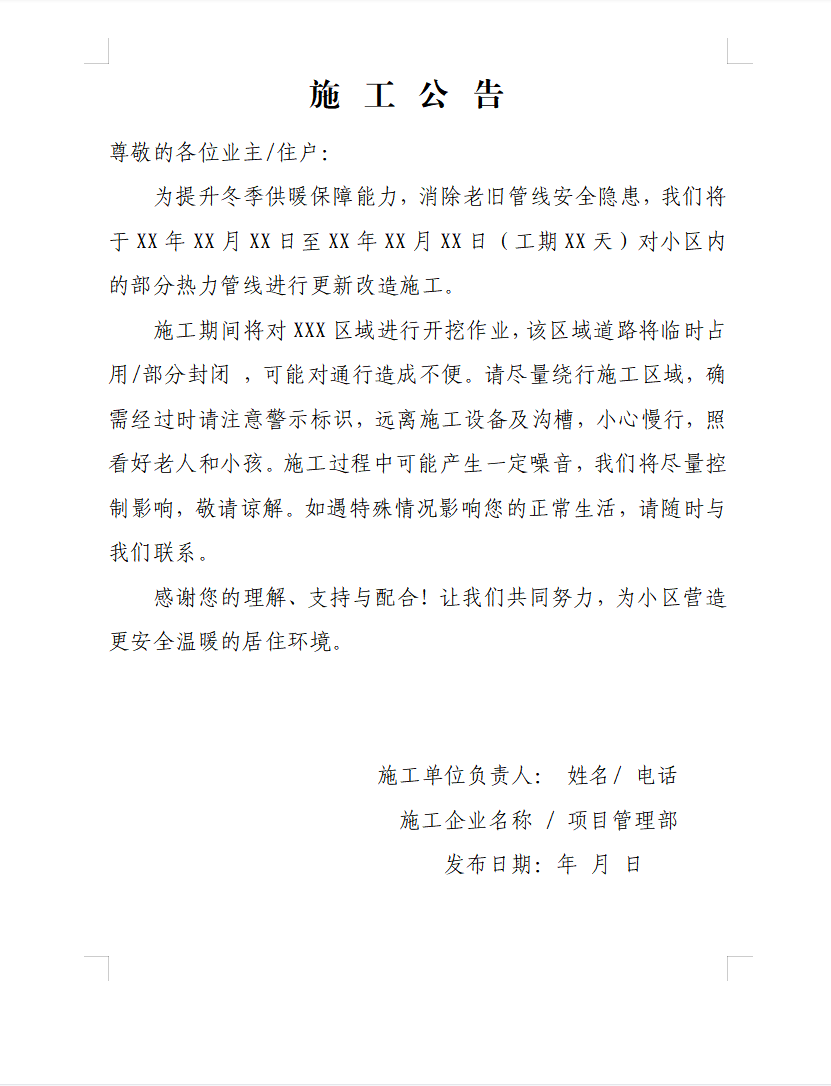 施 工 公 告
尊敬的各位业主/住户：
为提升冬季供暖保障能力，消除老旧管线安全隐患，我们将
于 XX 年 XX 月 XX 日至 XX 年 XX 月 XX 日（工期 XX 天）对小区内
的部分热力管线进行更新改造施工。
施工期间将对 XXX 区域进行开挖作业，该区域道路将临时占
用/部分封闭 ，可能对通行造成不便。请尽量绕行施工区域，确
需经过时请注意警示标识，远离施工设备及沟槽，小心慢行，照
看好老人和小孩。施工过程中可能产生一定噪音，我们将尽量控
制影响，敬请谅解。如遇特殊情况影响您的正常生活，请随时与
我们联系。
感谢您的理解、支持与配合！让我们共同努力，为小区营造
更安全温暖的居住环境。
施工单位负责人： 姓名/ 电话
施工企业名称 / 项目管理部
发布日期：年 月 日